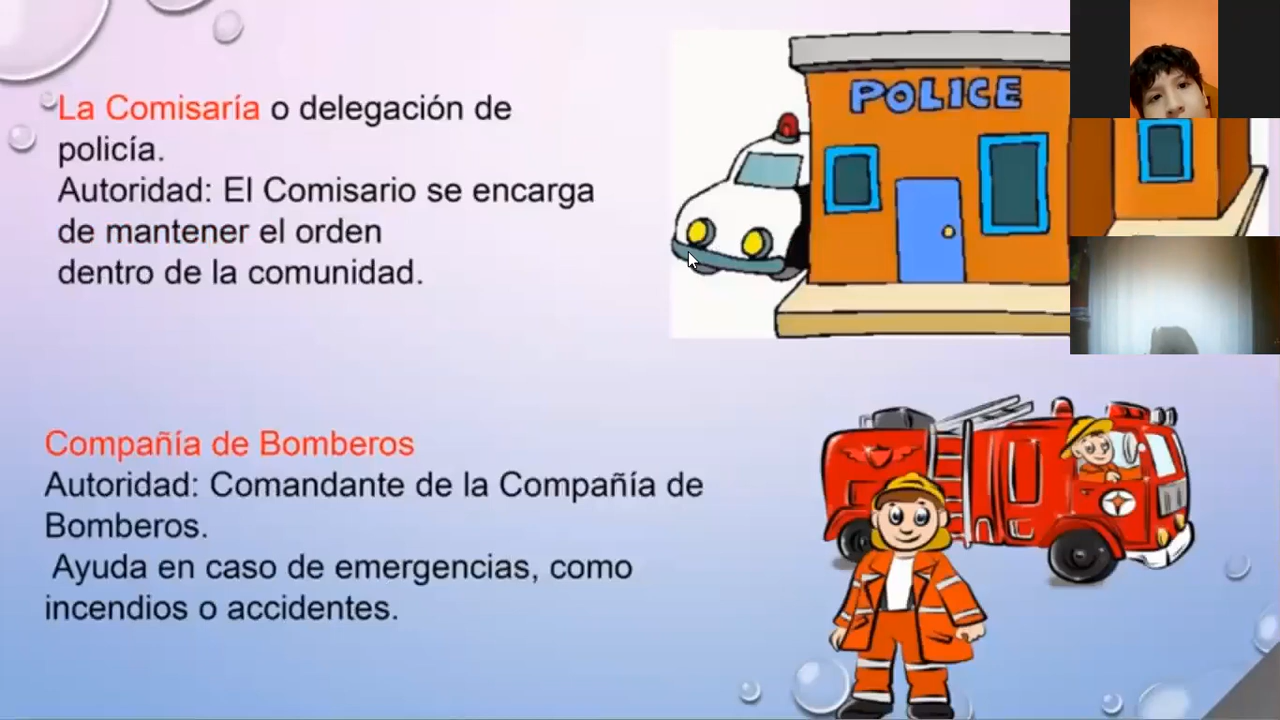 La Comisaría o delegación de
policía.
Autoridad: El Comisario se encarga
de mantener el orden
dentro de la comunidad.
POLICE
Compañía de Bomberos
Autoridad: Comandante de la Compañía de
Bomberos.
Ayuda en caso de emergencias, como
incendios o accidentes.